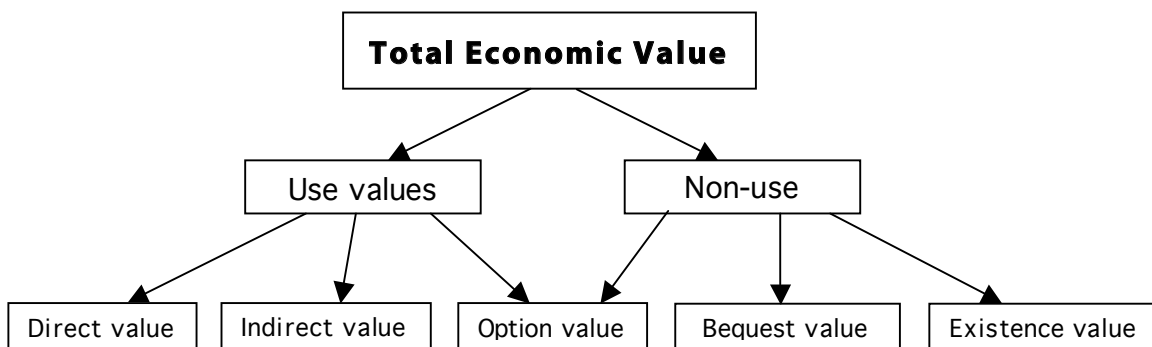 Total Economic Value
Use values
Non-use
Direct value
Indirect value
Option value
Bequest value
Existence value